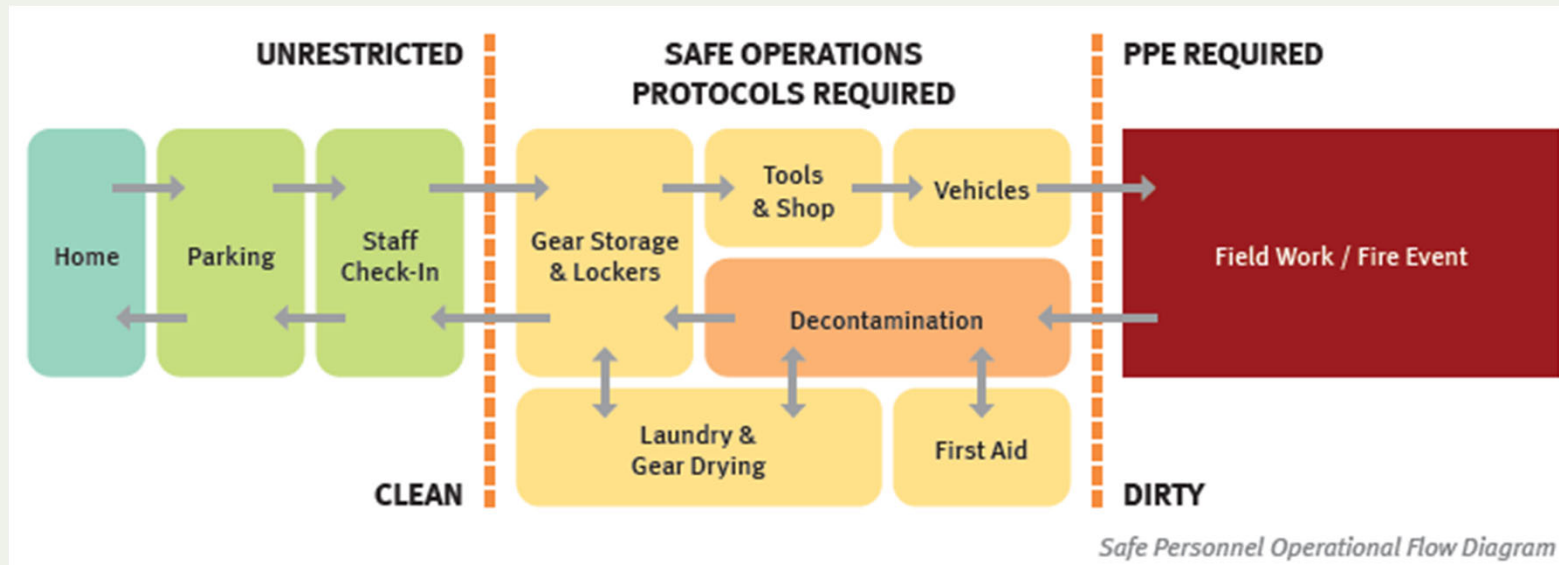 UNRESTRICTED
SAFE OPERATIONS
PROTOCOLS REQUIRED
PPE REQUIRED
Home
Parking
Staff
Check-In
Gear Storage
& Lockers
Tools
& Shop
Vehicles
Decontamination
Field Work / Fire Event
Laundry &
Gear Drying
First Aid
CLEAN
DIRTY
Safe Personnel Operational Flow Diagram